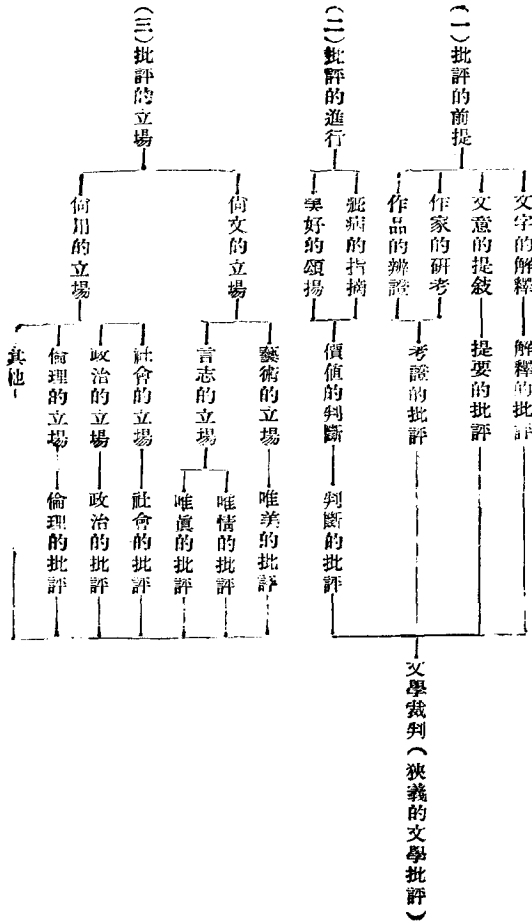 （一）批評的前提
文字的解釋
解釋的批評
文意的提敍
提要的批評
作家的研考
作品的辨證
考證的批評
（二）批評的進行
疵病的指摘
美好的頌揚
價値的判斷
判斷的批評
文學裁判（狹義的文學批評）
（三）批評的立場
尙文的立場
藝術的立場
唯美的批評
言志的立場
唯情的批評
唯眞的批評
尙用的立場
社會的立場
社會的批評
政治的立場
政治的批評
倫理的立場
倫理的批評
其他